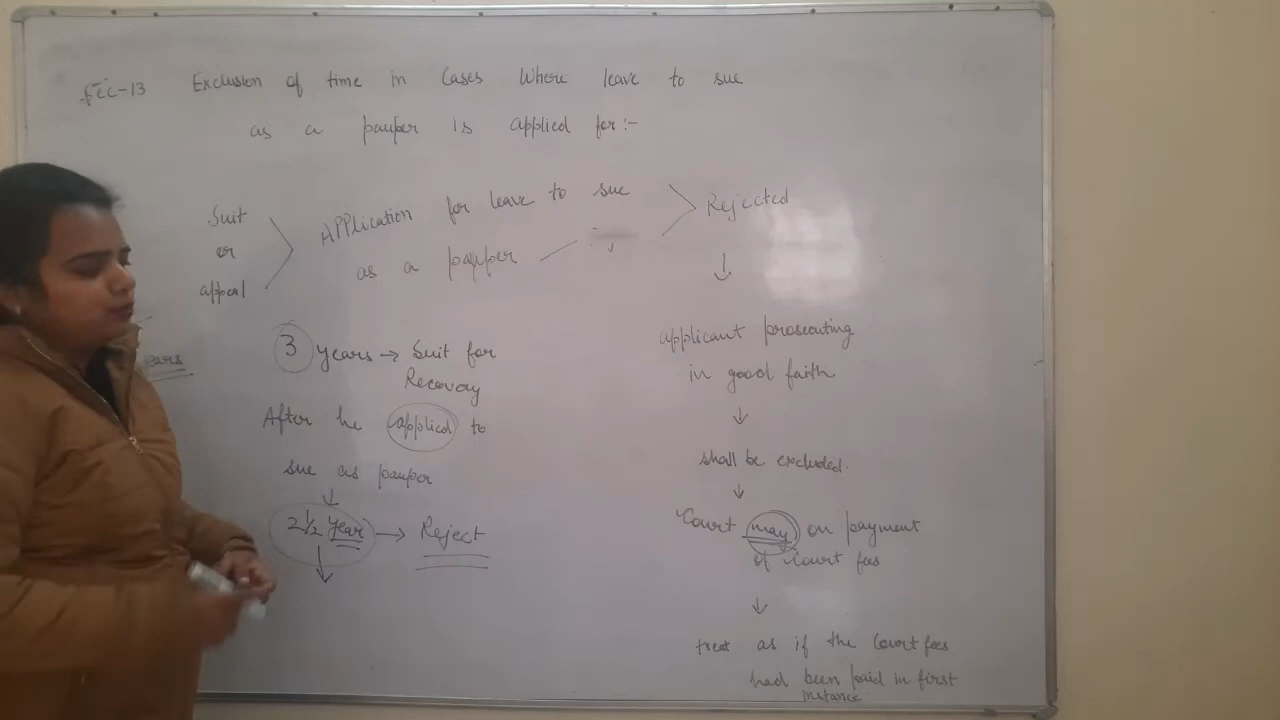 Sec-13 Exclusion of time in Cases Where leave to sue
as a pauper is applied for:-
Suit
or
appeal
Application for leave to sue
as a pauper
Rejected
ears
3 years → Suit for
Recovery
After he applied to
sue as pauper
↓
2 1/2 year → Reject
↓
↓
applicant prosecuting
in good faith
↓
shall be excluded.
↓
Court may on payment
of Court fees
↓
treat as if the Court fees
had been paid in first
instance